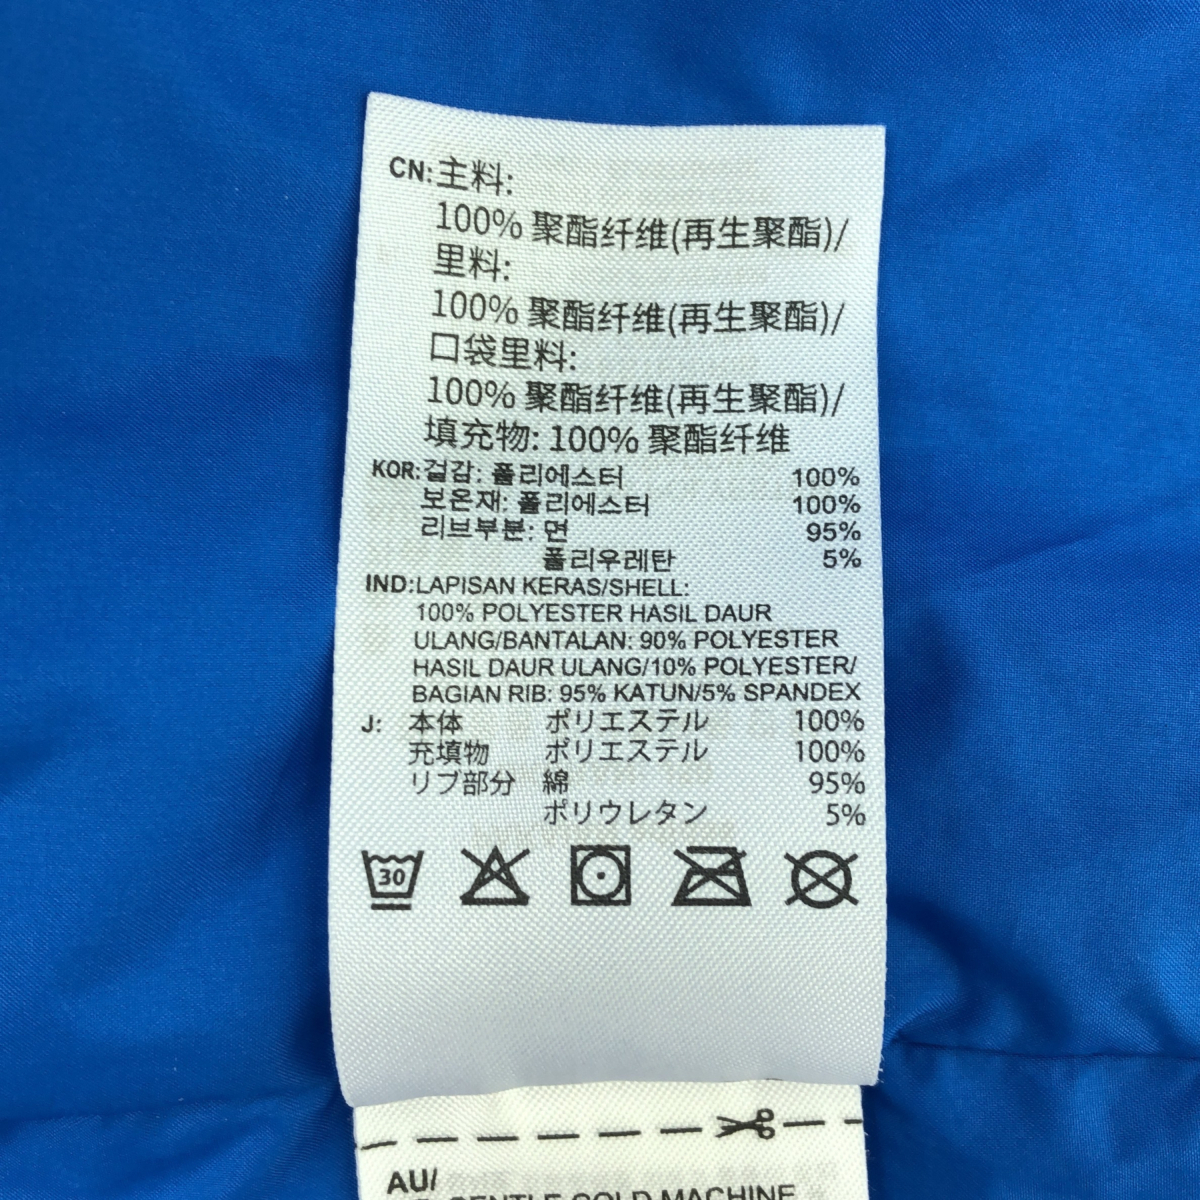 CN:主料:
100% 聚酯纤维(再生聚酯)/
里料:
100% 聚酯纤维(再生聚酯)/
口袋里料:
100% 聚酯纤维(再生聚酯)/
填充物: 100% 聚酯纤维
KOR:겉감: 폴리에스터 100%
보온재: 폴리에스터 100%
리브부분: 면 95%
폴리우레탄 5%
IND:LAPISAN KERAS/SHELL:
100% POLYESTER HASIL DAUR
ULANG/BANTALAN: 90% POLYESTER
HASIL DAUR ULANG/10% POLYESTER/
BAGIAN RIB: 95% KATUN/5% SPANDEX
J: 本体 ポリエステル 100%
充填物 ポリエステル 100%
リブ部分 綿 95%
ポリウレタン 5%
30
AU/
GENTLE COLD MACHINE